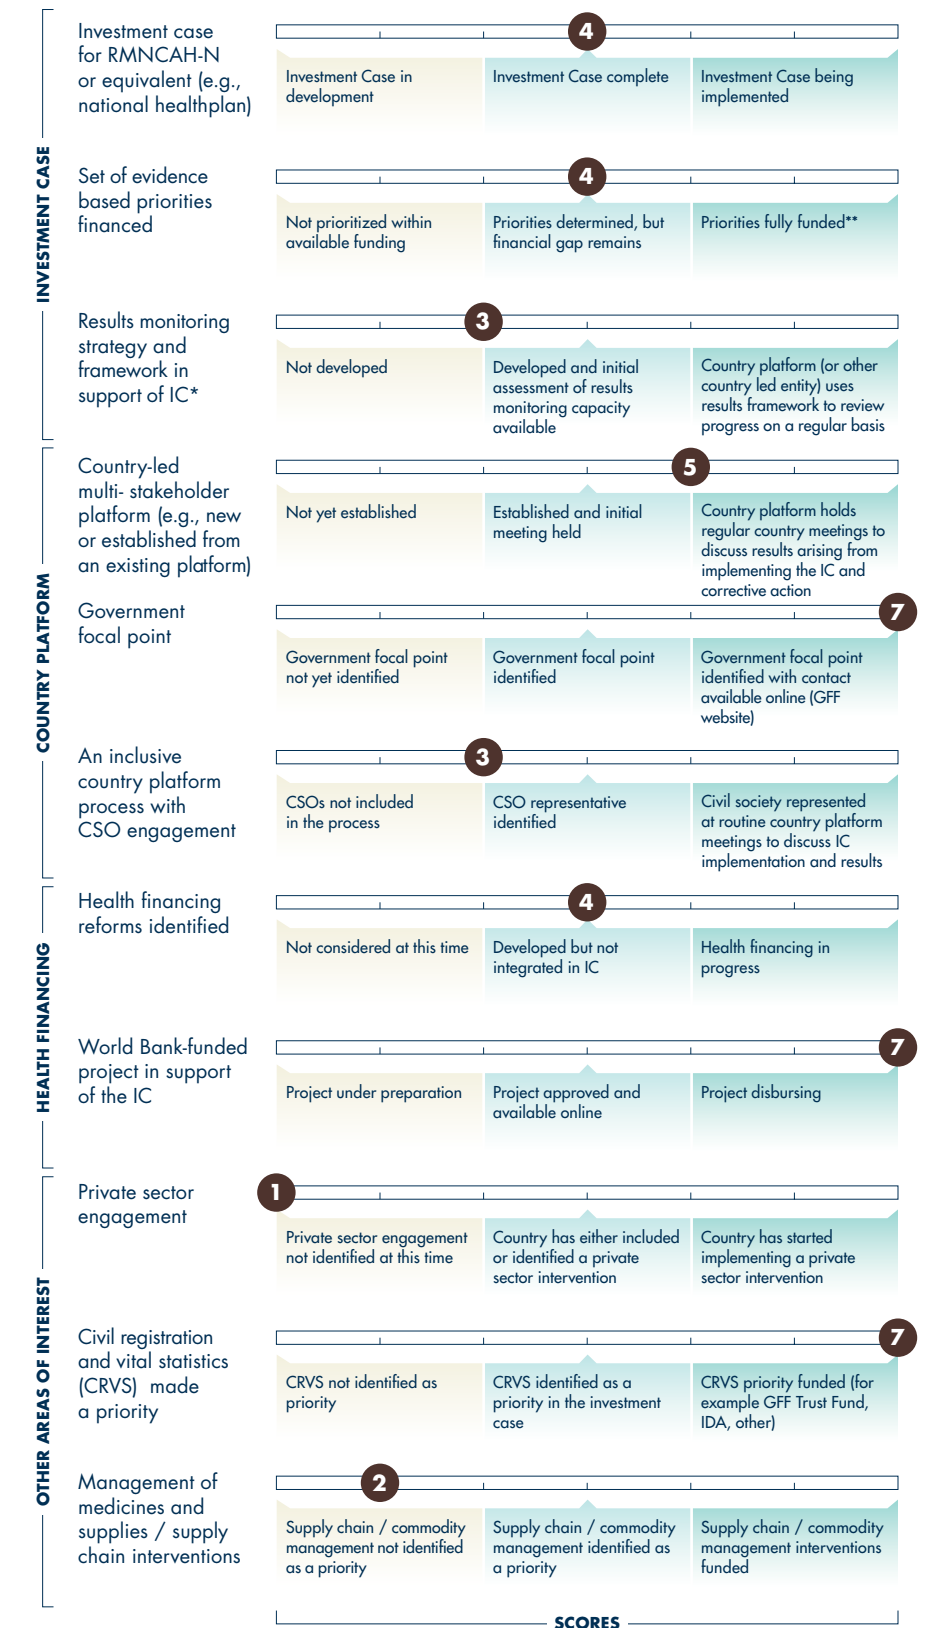 INVESTMENT CASE
Investment case
for RMNCAH-N
or equivalent (e.g.,
national healthplan)
4
Investment Case in
development
Investment Case complete
Investment Case being
implemented
Set of evidence
based priorities
financed
4
Not prioritized within
available funding
Priorities determined, but
financial gap remains
Priorities fully funded**
Results monitoring
strategy and
framework in
support of IC*
3
Not developed
Developed and initial
assessment of results
monitoring capacity
available
Country platform (or other
country led entity) uses
results framework to review
progress on a regular basis
COUNTRY PLATFORM
Country-led
multi- stakeholder
platform (e.g., new
or established from
an existing platform)
5
Not yet established
Established and initial
meeting held
Country platform holds
regular country meetings to
discuss results arising from
implementing the IC and
corrective action
Government
focal point
7
Government focal point
not yet identified
Government focal point
identified
Government focal point
identified with contact
available online (GFF
website)
An inclusive
country platform
process with
CSO engagement
3
CSOs not included
in the process
CSO representative
identified
Civil society represented
at routine country platform
meetings to discuss IC
implementation and results
HEALTH FINANCING
Health financing
reforms identified
4
Not considered at this time
Developed but not
integrated in IC
Health financing in
progress
World Bank-funded
project in support
of the IC
7
Project under preparation
Project approved and
available online
Project disbursing
OTHER AREAS OF INTEREST
Private sector
engagement
1
Private sector engagement
not identified at this time
Country has either included
or identified a private
sector intervention
Country has started
implementing a private
sector intervention
Civil registration
and vital statistics
(CRVS) made
a priority
7
CRVS not identified as
priority
CRVS identified as a
priority in the investment
case
CRVS priority funded (for
example GFF Trust Fund,
IDA, other)
Management of
medicines and
supplies / supply
chain interventions
2
Supply chain / commodity
management not identified
as a priority
Supply chain / commodity
management identified as
a priority
Supply chain / commodity
management interventions
funded
SCORES